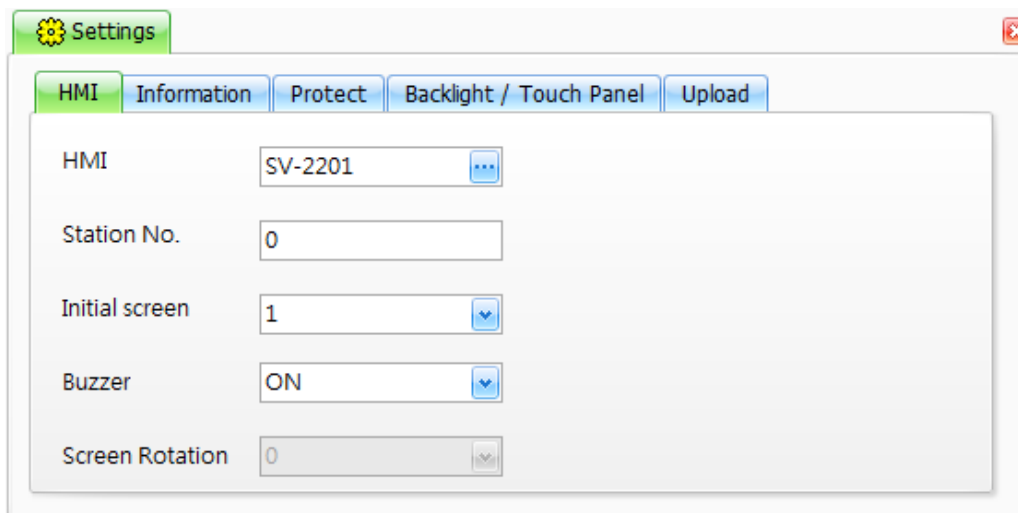 Settings
HMI Information Protect Backlight / Touch Panel Upload
HMI SV-2201 ...
Station No. 0
Initial screen 1
Buzzer ON
Screen Rotation 0